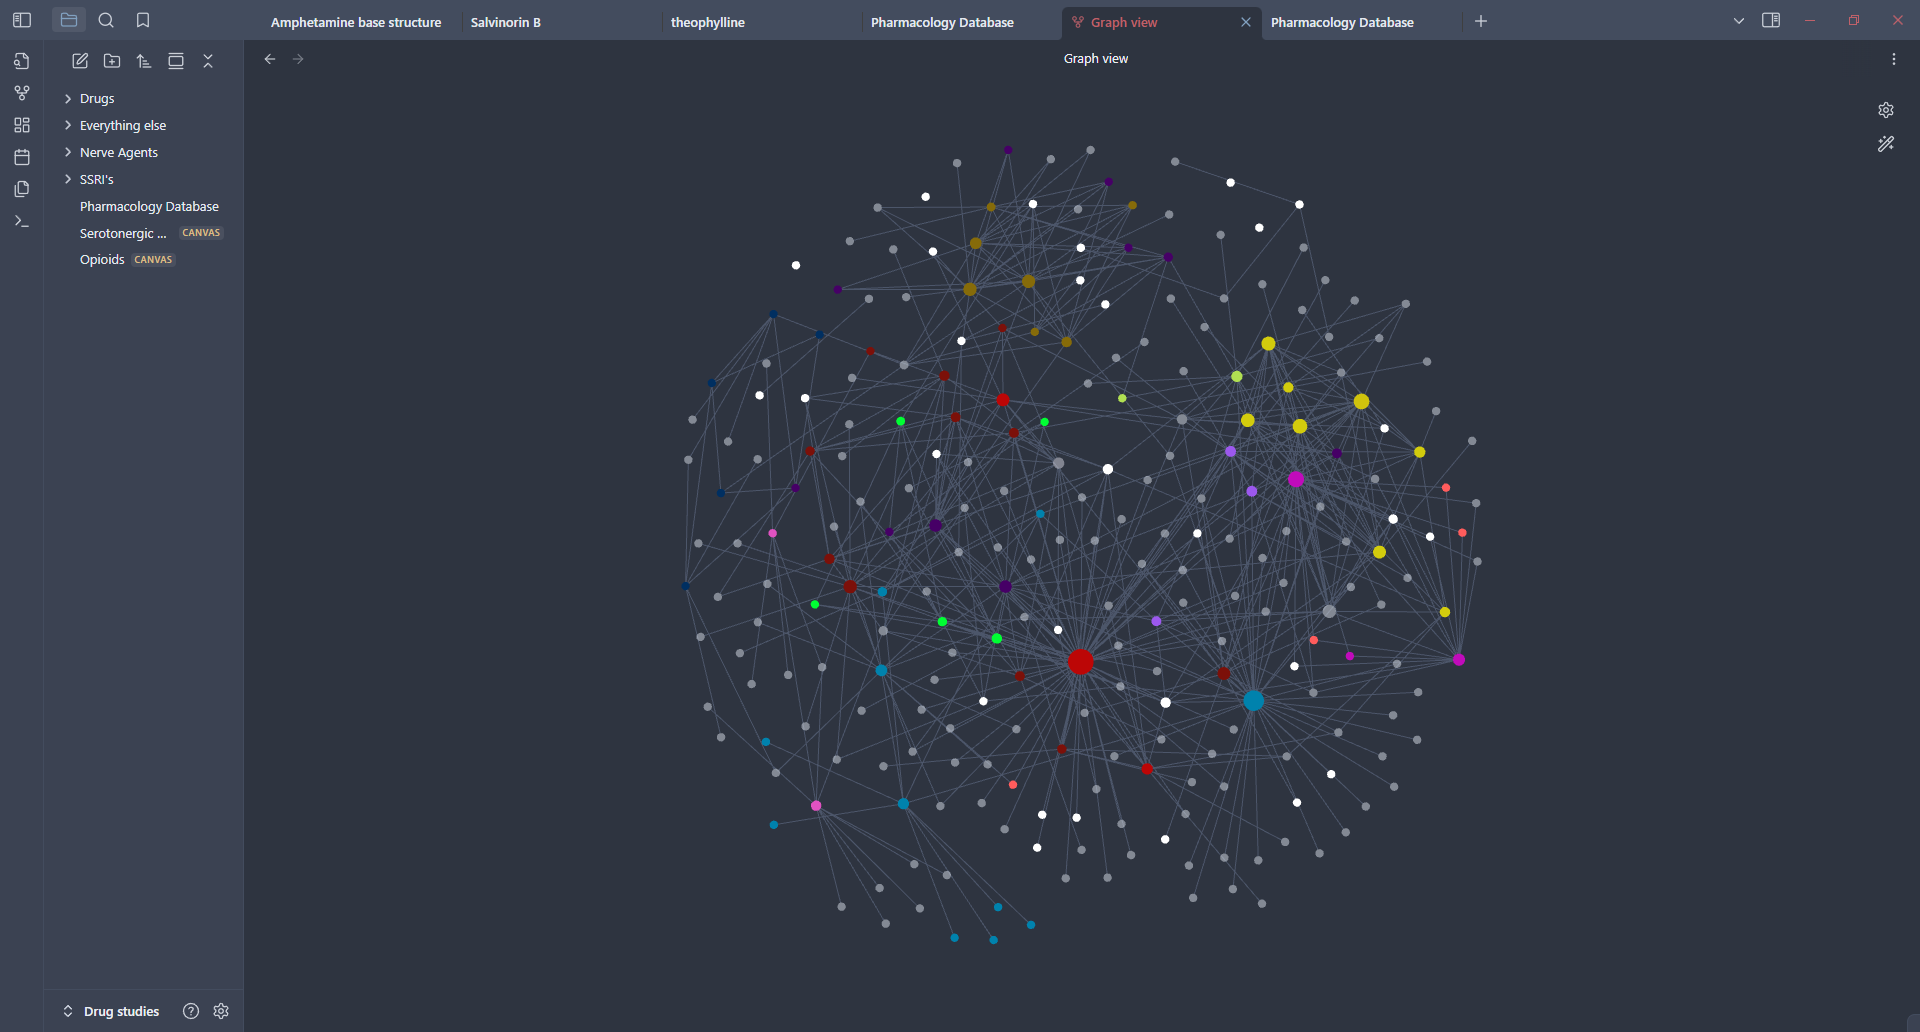 Amphetamine base structure
Salvinorin B
theophylline
Pharmacology Database
Graph view
Pharmacology Database
Graph view
Drugs
Everything else
Nerve Agents
SSRI's
Pharmacology Database
Serotonergic ... CANVAS
Opioids CANVAS
Drug studies